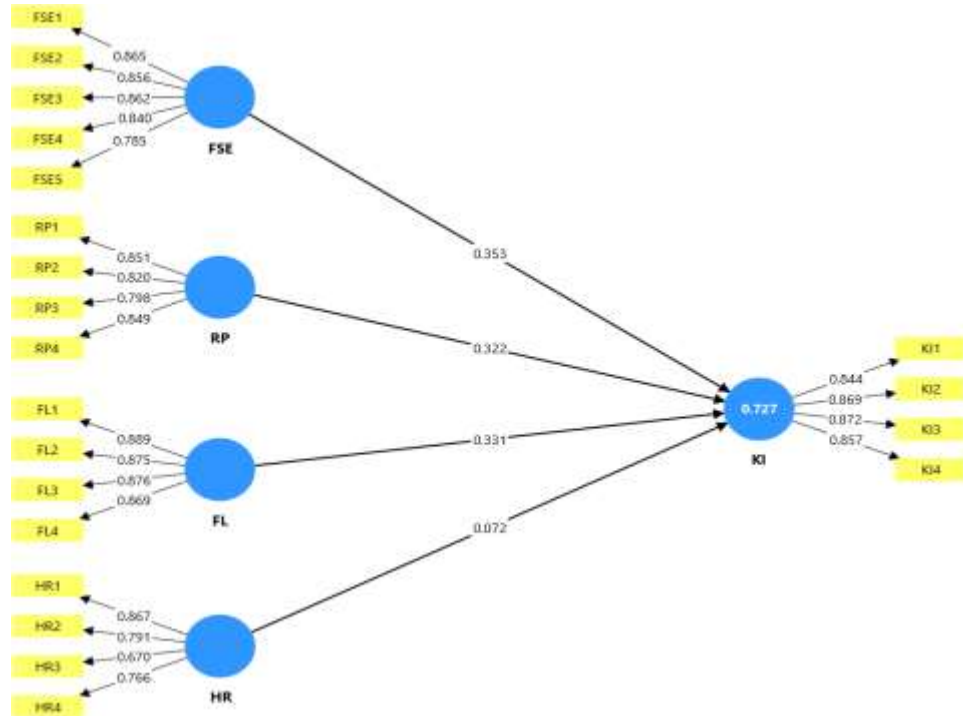 FSE1
0.865
FSE2
0.856
FSE3
0.862
FSE4
0.840
FSE5
0.785
FSE
0.353
RP1
0.851
RP2
0.820
RP3
0.798
RP4
0.849
RP
0.322
KI1
0.844
KI2
0.869
KI3
0.872
KI4
0.857
0.727
KI
FL1
0.889
FL2
0.875
FL3
0.876
FL4
0.869
FL
0.331
HR1
0.867
HR2
0.791
HR3
0.670
HR4
0.766
HR
0.072